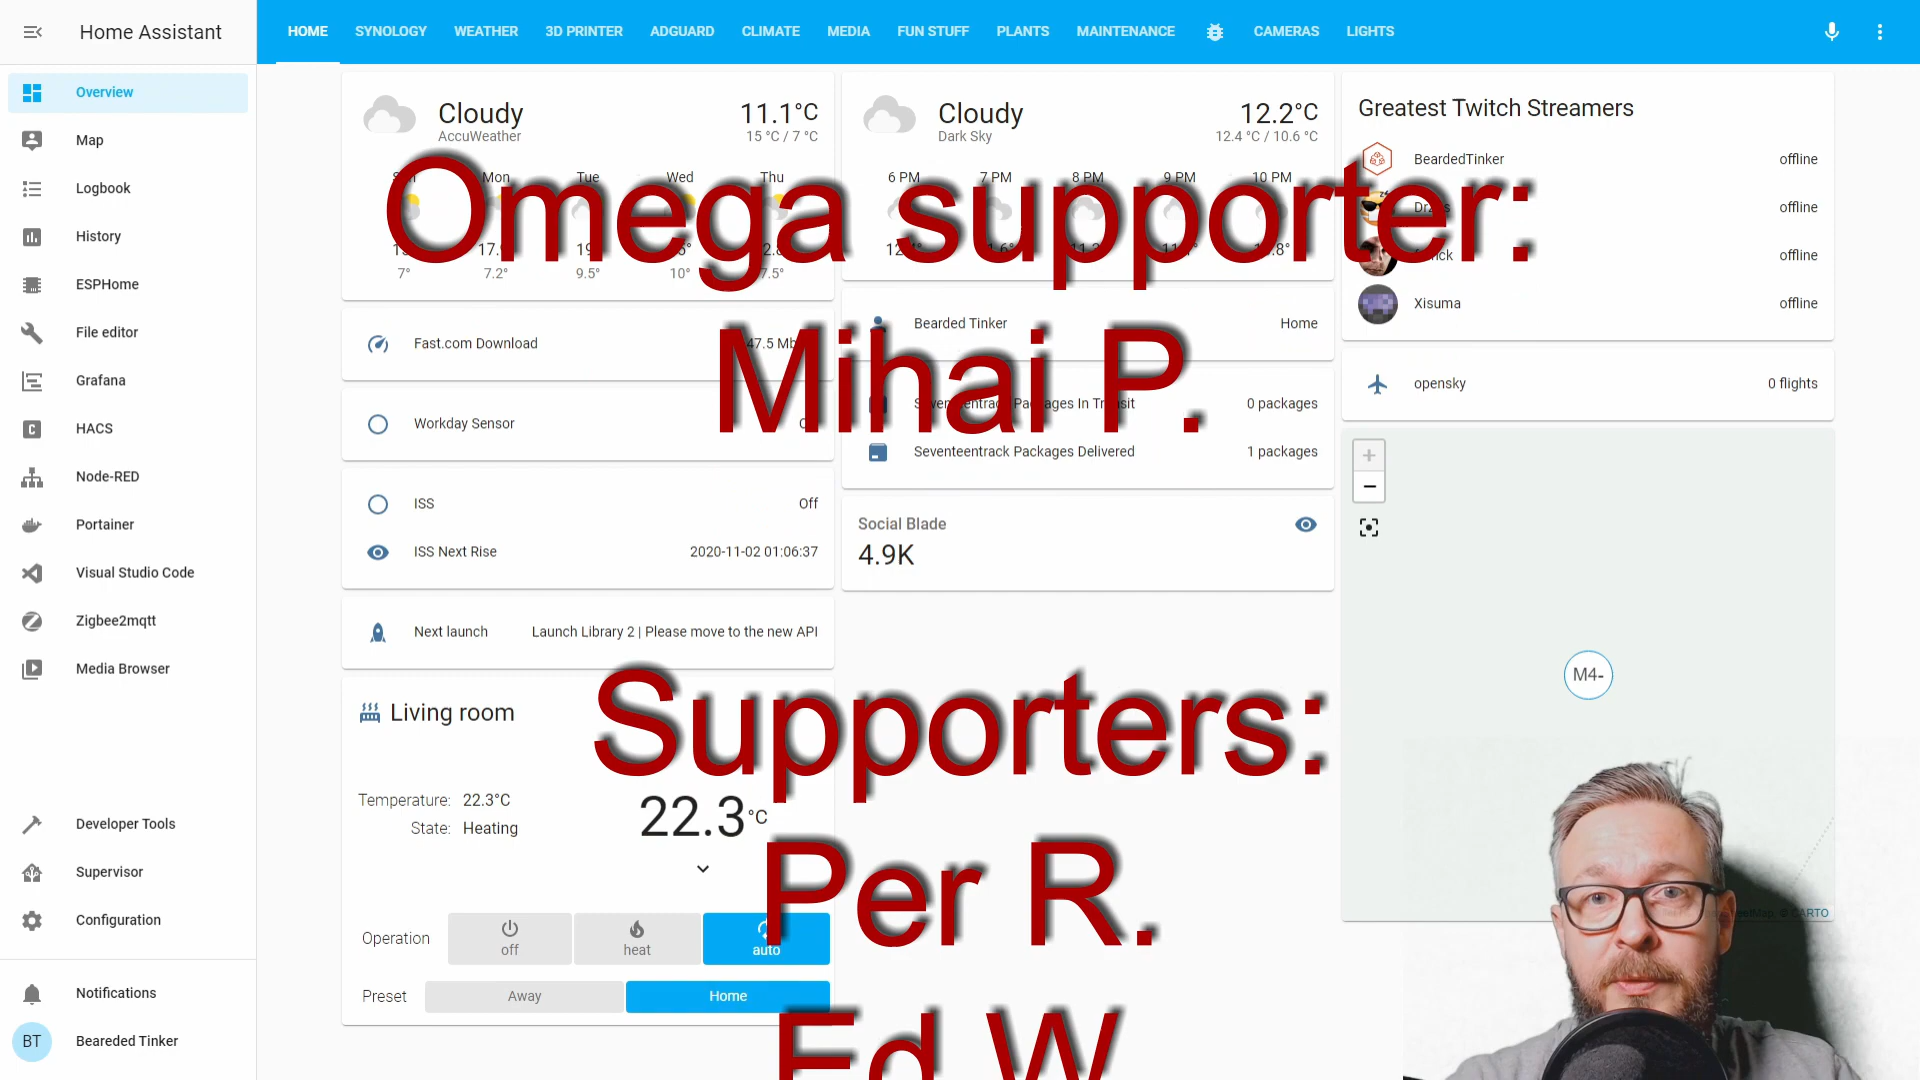 Home Assistant
HOME SYNOLOGY WEATHER 3D PRINTER ADGUARD CLIMATE MEDIA FUN STUFF PLANTS MAINTENANCE CAMERAS LIGHTS
Overview
Map
Logbook
History
ESPHome
File editor
Grafana
HACS
Node-RED
Portainer
Visual Studio Code
Zigbee2mqtt
Media Browser
Developer Tools
Supervisor
Configuration
Notifications
BT Beareded Tinker
Cloudy 11.1°C
AccuWeather 15 °C / 7 °C
Mon Tue Wed Thu
7° 7.2° 9.5° 10° 7.5°
Fast.com Download
Workday Sensor
ISS Off
ISS Next Rise 2020-11-02 01:06:37
Next launch Launch Library 2 | Please move to the new API
Living room
Temperature: 22.3°C
State: Heating
22.3°C
Operation off heat auto
Preset Away Home
Cloudy 12.2°C
Dark Sky 12.4 °C / 10.6 °C
6 PM 7 PM 8 PM 9 PM 10 PM
Bearded Tinker Home
Seventeentrack Packages In Transit 0 packages
Seventeentrack Packages Delivered 1 packages
Social Blade
4.9K
Greatest Twitch Streamers
BeardedTinker offline
offline
offline
Xisuma offline
opensky 0 flights
+
−
M4-
© CARTO
Omega supporter:
Mihai P.
Supporters:
Per R.
Ed W